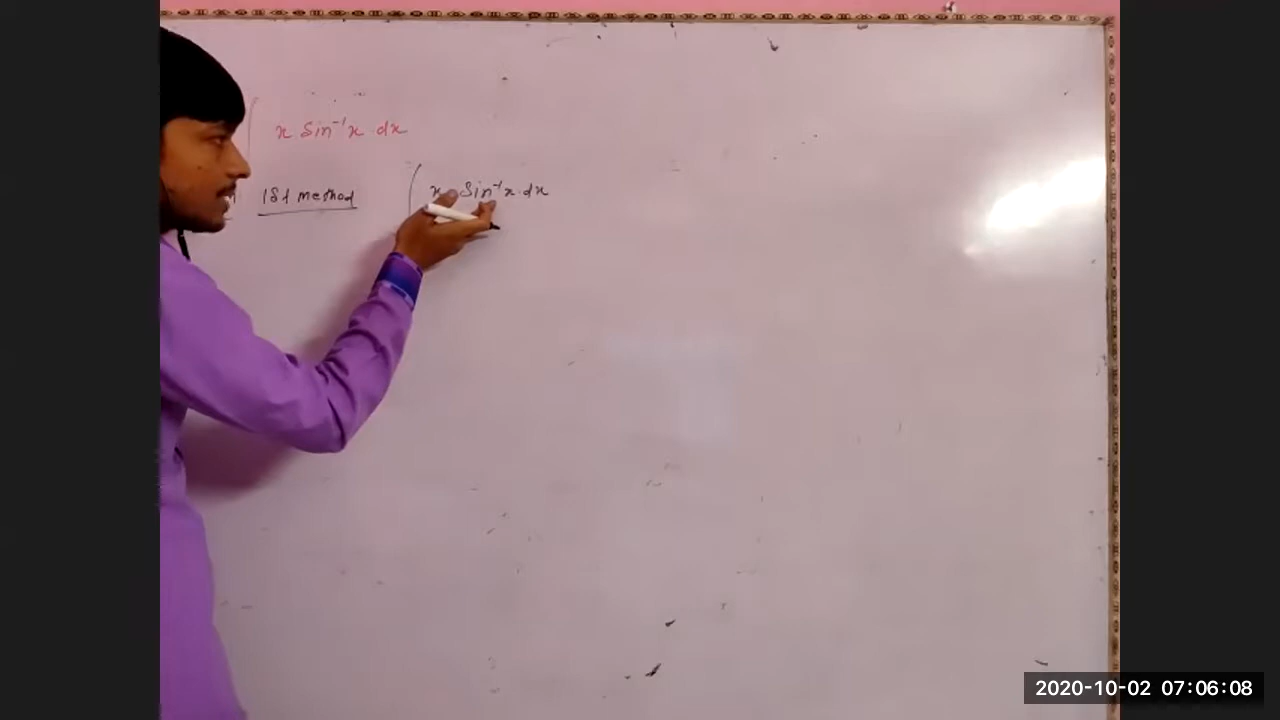 ∫ x Sin⁻¹x dx
1st method ∫ x Sin⁻¹x dx
2020-10-02 07:06:08